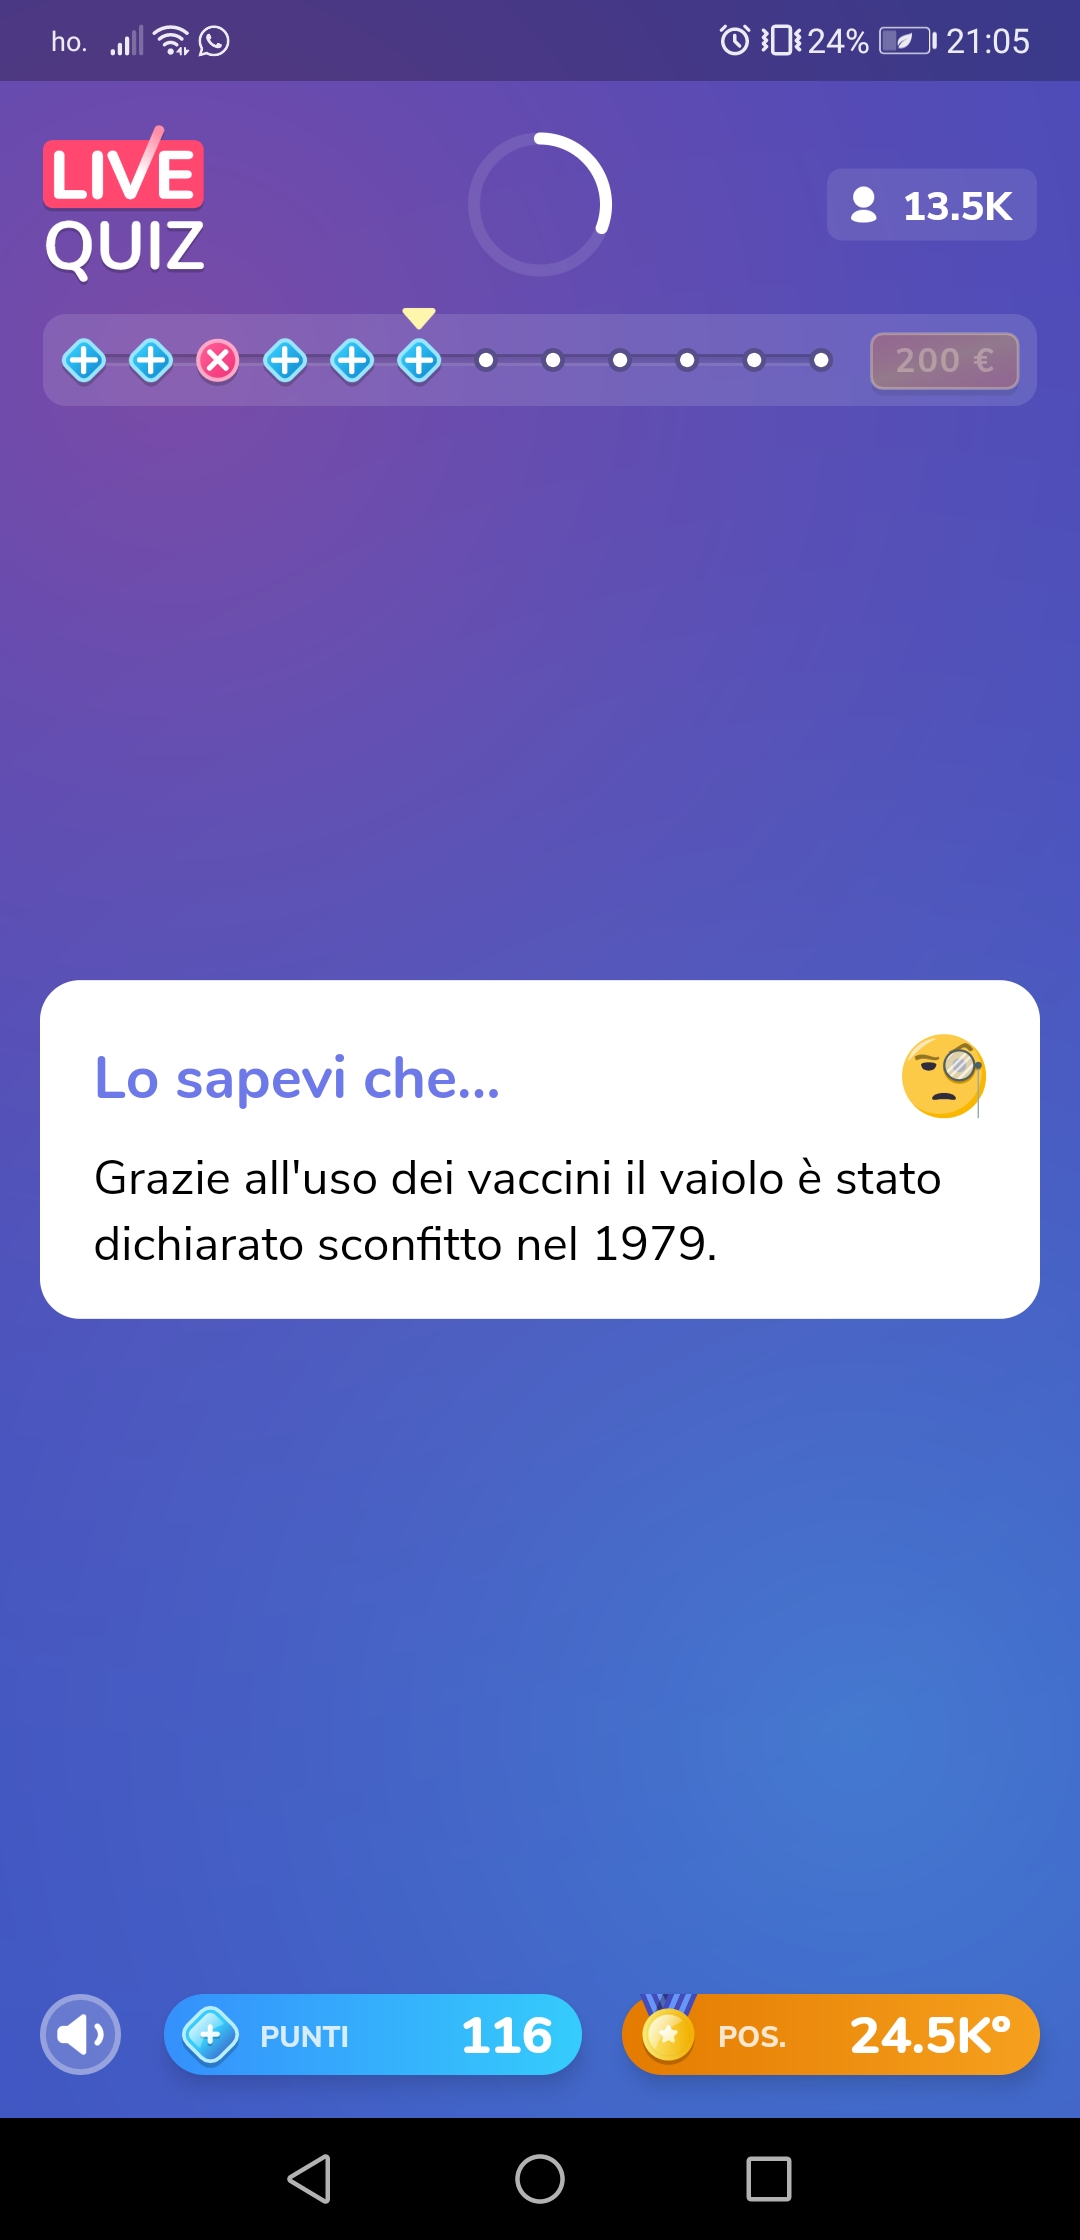 ho. 24% 21:05
LIVE
QUIZ
13.5K
200 €
Lo sapevi che...
Grazie all'uso dei vaccini il vaiolo è stato
dichiarato sconfitto nel 1979.
PUNTI 116 POS. 24.5K°